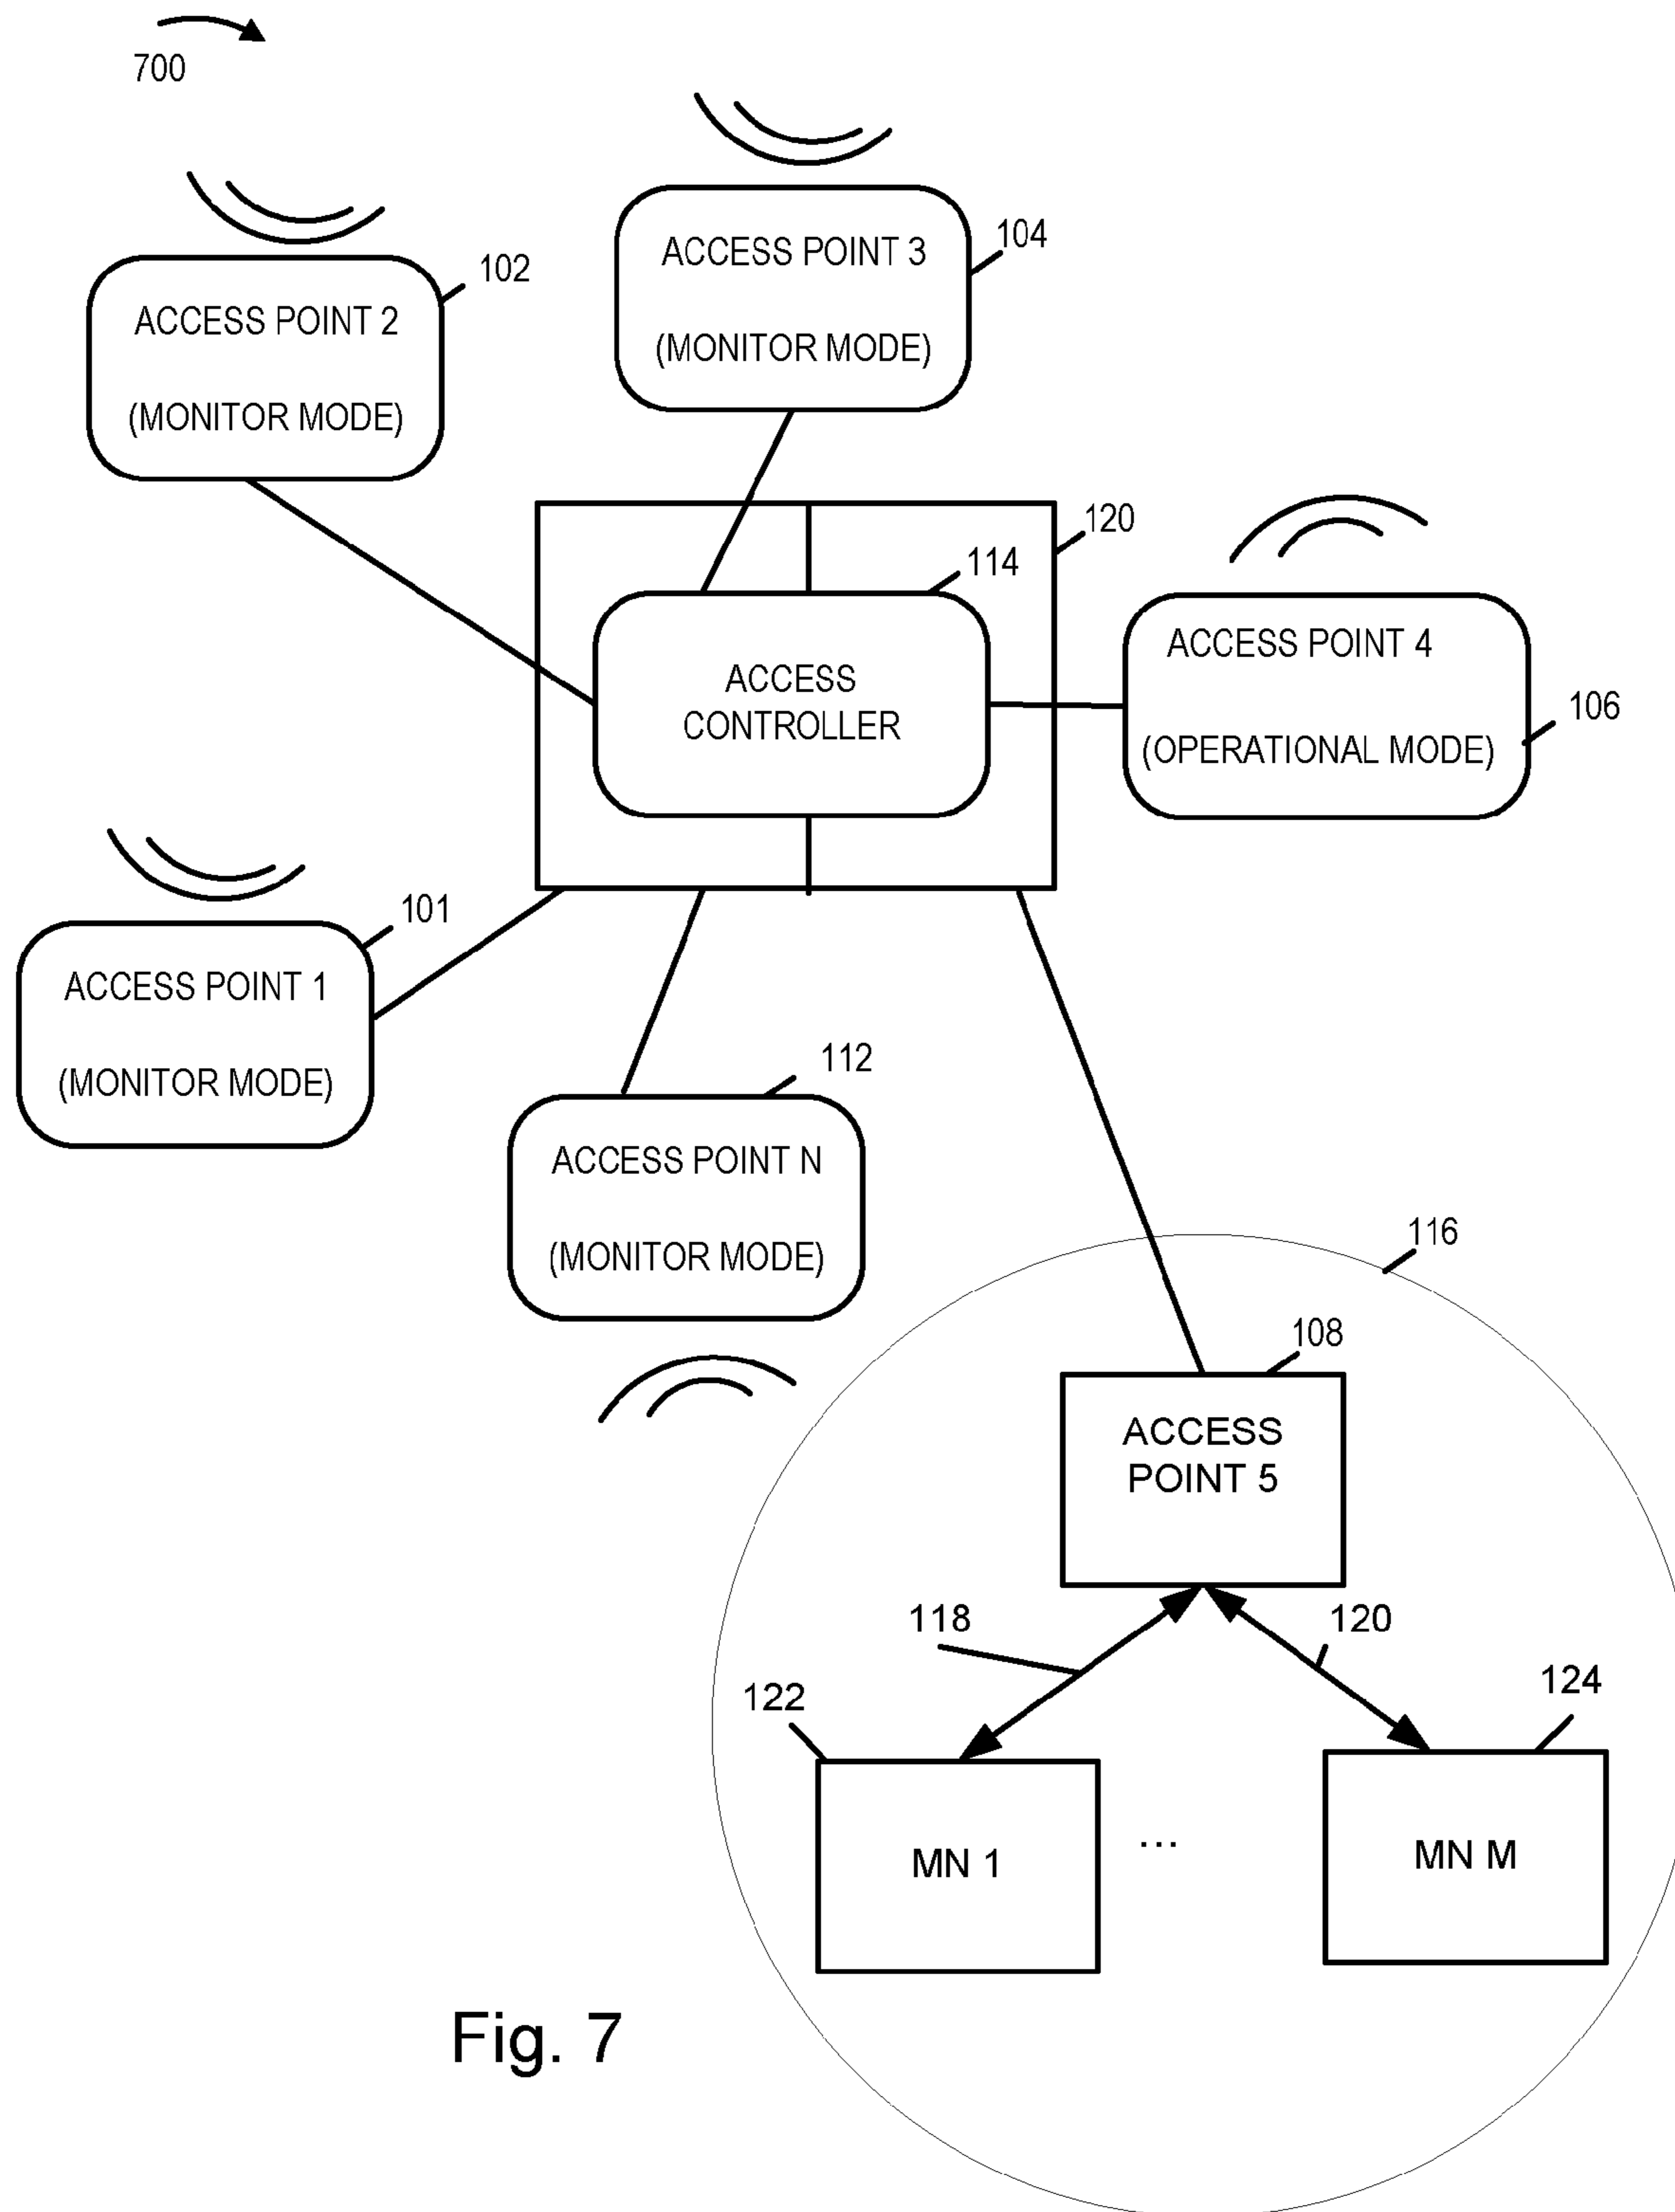 700
ACCESS POINT 3
(MONITOR MODE)
104
ACCESS POINT 2
(MONITOR MODE)
102
120
114
ACCESS
CONTROLLER
ACCESS POINT 4
(OPERATIONAL MODE)
106
101
ACCESS POINT 1
(MONITOR MODE)
112
ACCESS POINT N
(MONITOR MODE)
116
108
ACCESS
POINT 5
118
120
122
124
MN 1
...
MN M
Fig. 7